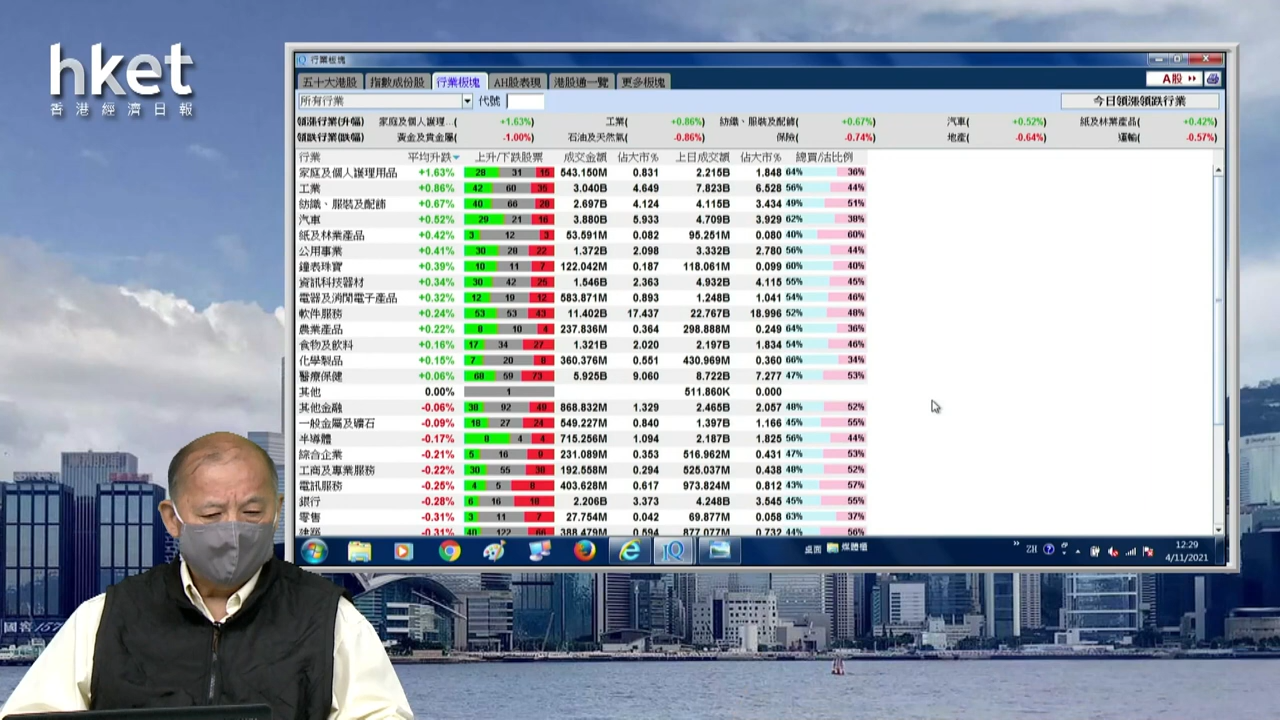 hket
香港經濟日報
行業板塊
五十大港股 指數成份股 行業板塊 AH股表現 港股通一覽 更多板塊 A股
所有行業 代號 今日領漲領跌行業
領漲行業(升幅) 家庭及個人護理...( +1.63%) 工業( +0.86%) 紡織、服裝及配飾( +0.67%) 汽車( +0.52%) 紙及林業產品( +0.42%)
領跌行業(跌幅) 黃金及貴金屬( -1.00%) 石油及天然氣( -0.86%) 保險( -0.74%) 地產( -0.64%) 運輸( -0.57%)
行業 平均升跌 上升/下跌股票 成交金額 佔大市% 上日成交額 佔大市% 總買/沽比例
家庭及個人護理用品 +1.63% 28 31 15 543.150M 0.831 2.215B 1.848 64% 36%
工業 +0.86% 42 60 35 3.040B 4.649 7.823B 6.528 56% 44%
紡織、服裝及配飾 +0.67% 40 66 28 2.697B 4.124 4.115B 3.434 49% 51%
汽車 +0.52% 29 21 16 3.880B 5.933 4.709B 3.929 62% 38%
紙及林業產品 +0.42% 3 12 3 53.591M 0.082 95.251M 0.080 40% 60%
公用事業 +0.41% 30 28 22 1.372B 2.098 3.332B 2.780 56% 44%
鐘表珠寶 +0.39% 10 11 7 122.042M 0.187 118.061M 0.099 60% 40%
資訊科技器材 +0.34% 30 42 25 1.546B 2.363 4.932B 4.115 55% 45%
電器及消閒電子產品 +0.32% 12 19 12 583.871M 0.893 1.248B 1.041 54% 46%
軟件服務 +0.24% 53 53 43 11.402B 17.437 22.767B 18.996 52% 48%
農業產品 +0.22% 8 10 4 237.836M 0.364 298.888M 0.249 64% 36%
食物及飲料 +0.16% 17 34 27 1.321B 2.020 2.197B 1.834 54% 46%
化學製品 +0.15% 7 20 8 360.376M 0.551 430.969M 0.360 66% 34%
醫療保健 +0.06% 68 59 73 5.925B 9.060 8.722B 7.277 47% 53%
其他 0.00% 1 511.860K 0.000
其他金融 -0.06% 38 92 49 868.832M 1.329 2.465B 2.057 48% 52%
一般金屬及礦石 -0.09% 18 27 24 549.227M 0.840 1.397B 1.166 45% 55%
半導體 -0.17% 8 4 4 715.256M 1.094 2.187B 1.825 56% 44%
綜合企業 -0.21% 5 16 9 231.089M 0.353 516.962M 0.431 47% 53%
工商及專業服務 -0.22% 30 55 38 192.558M 0.294 525.037M 0.438 48% 52%
電訊服務 -0.25% 4 5 8 403.628M 0.617 973.824M 0.812 43% 57%
銀行 -0.28% 6 16 18 2.206B 3.373 4.248B 3.545 45% 55%
零售 -0.31% 3 11 7 27.754M 0.042 69.877M 0.058 63% 37%
建築 -0.31% 40 122 66 388.479M 0.594 877.077M 0.732 44% 56%
桌面 媒體櫃 ZH 12:29
4/11/2021